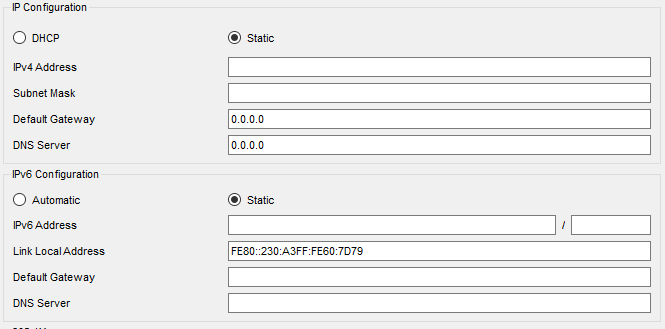 IP Configuration
DHCP Static
IPv4 Address
Subnet Mask
Default Gateway 0.0.0.0
DNS Server 0.0.0.0
IPv6 Configuration
Automatic Static
IPv6 Address /
Link Local Address FE80::230:A3FF:FE60:7D79
Default Gateway
DNS Server